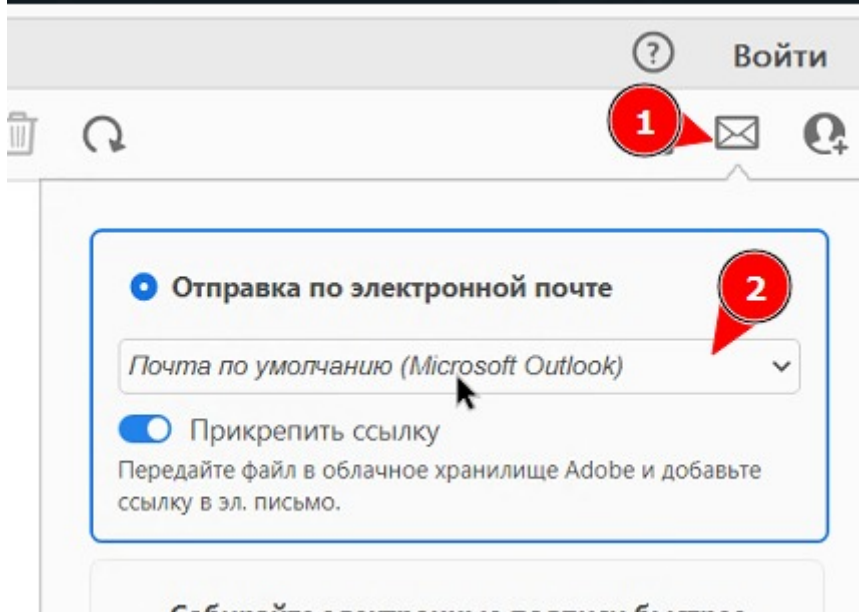 ? Войти
1
Отправка по электронной почте
2
Почта по умолчанию (Microsoft Outlook)
Прикрепить ссылку
Передайте файл в облачное хранилище Adobe и добавьте
ссылку в эл. письмо.